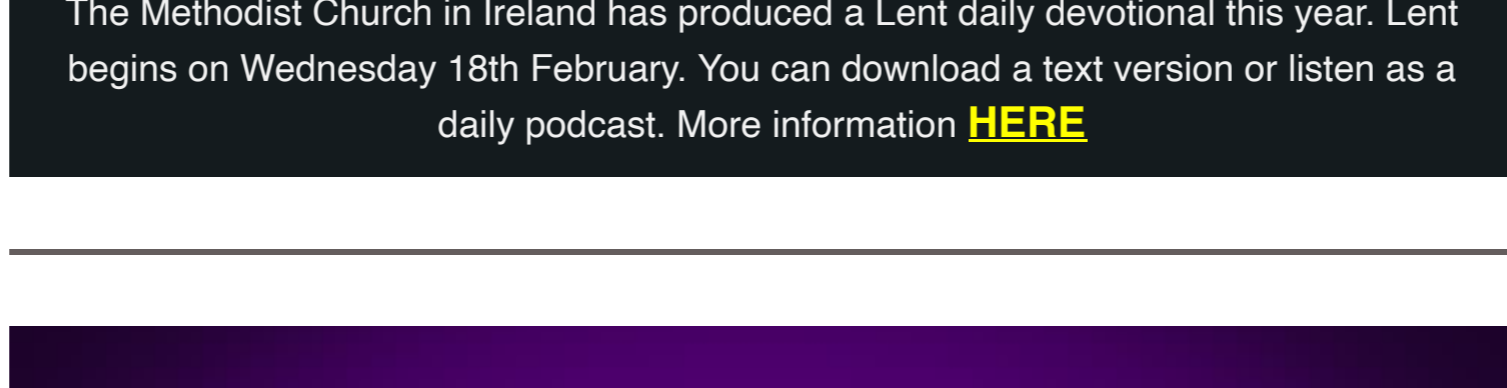 The Methodist Church in Ireland has produced a Lent daily devotional this year. Lent
begins on Wednesday 18th February. You can download a text version or listen as a
daily podcast. More information HERE